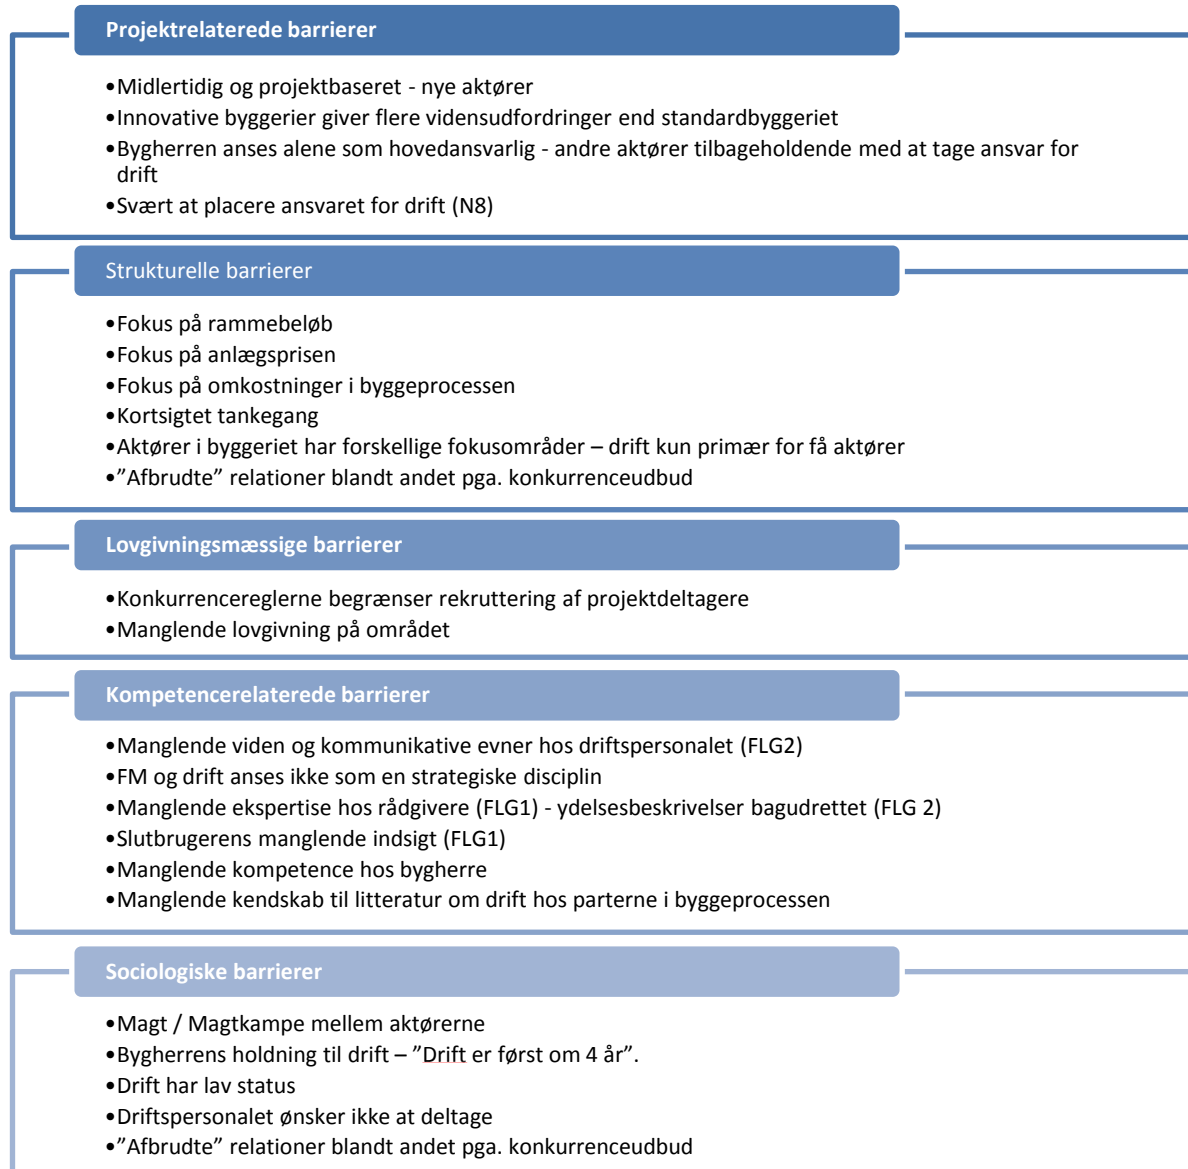 Projektrelaterede barrierer
•Midlertidig og projektbaseret - nye aktører
•Innovative byggerier giver flere vidensudfordringer end standardbyggeriet
•Bygherren anses alene som hovedansvarlig - andre aktører tilbageholdende med at tage ansvar for
drift
•Svært at placere ansvaret for drift (N8)
Strukturelle barrierer
•Fokus på rammebeløb
•Fokus på anlægsprisen
•Fokus på omkostninger i byggeprocessen
•Kortsigtet tankegang
•Aktører i byggeriet har forskellige fokusområder – drift kun primær for få aktører
•”Afbrudte” relationer blandt andet pga. konkurrenceudbud
Lovgivningsmæssige barrierer
•Konkurrencereglerne begrænser rekruttering af projektdeltagere
•Manglende lovgivning på området
Kompetencerelaterede barrierer
•Manglende viden og kommunikative evner hos driftspersonalet (FLG2)
•FM og drift anses ikke som en strategiske disciplin
•Manglende ekspertise hos rådgivere (FLG1) - ydelsesbeskrivelser bagudrettet (FLG 2)
•Slutbrugerens manglende indsigt (FLG1)
•Manglende kompetence hos bygherre
•Manglende kendskab til litteratur om drift hos parterne i byggeprocessen
Sociologiske barrierer
•Magt / Magtkampe mellem aktørerne
•Bygherrens holdning til drift – ”Drift er først om 4 år”.
•Drift har lav status
•Driftspersonalet ønsker ikke at deltage
•”Afbrudte” relationer blandt andet pga. konkurrenceudbud